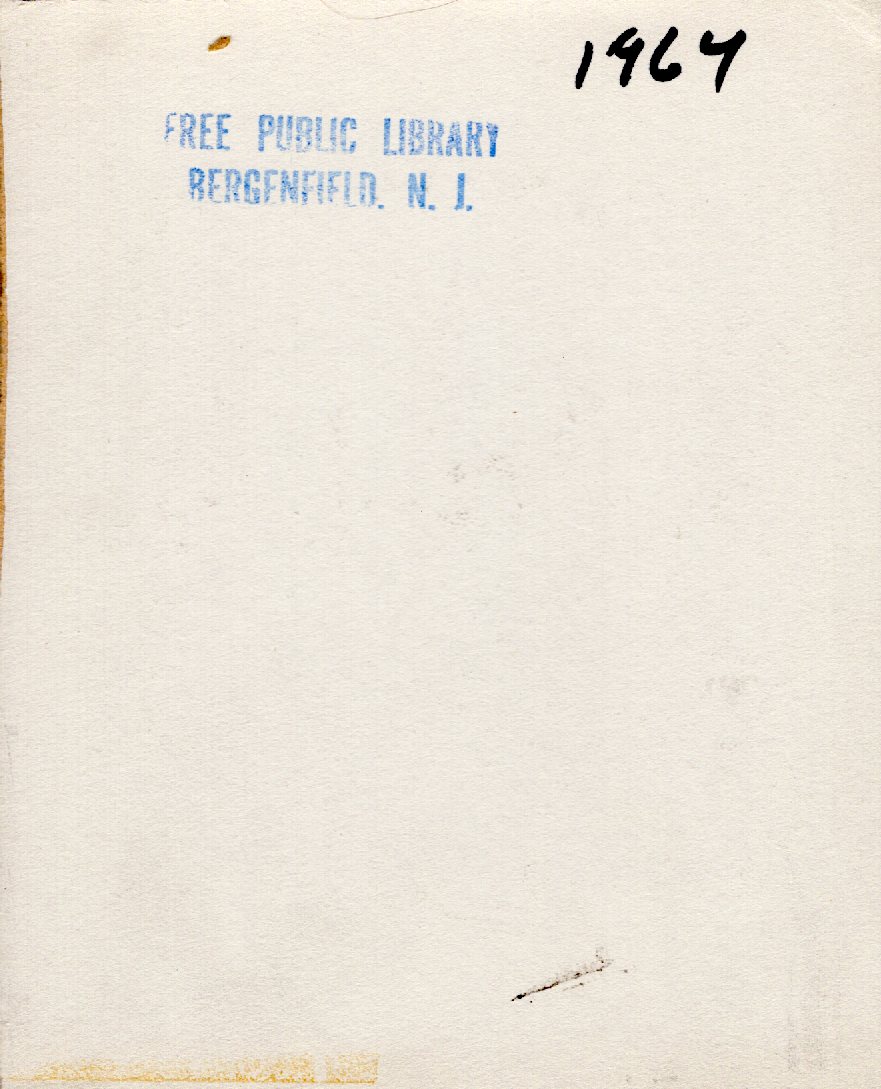 1964
FREE PUBLIC LIBRARY
BERGENFIELD. N. J.